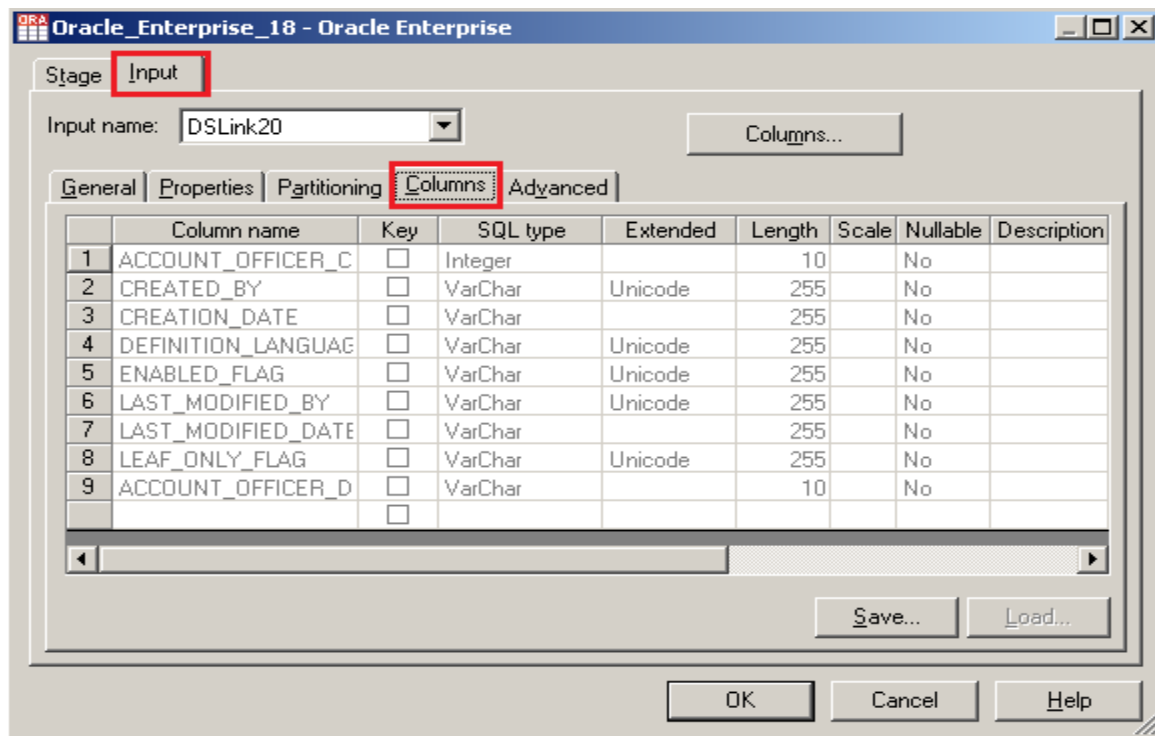 ORA Oracle_Enterprise_18 - Oracle Enterprise
Stage Input
Input name: DSLink20 Columns...
General Properties Partitioning Columns Advanced
Column name Key SQL type Extended Length Scale Nullable Description
1 ACCOUNT_OFFICER_C Integer 10 No
2 CREATED_BY VarChar Unicode 255 No
3 CREATION_DATE VarChar 255 No
4 DEFINITION_LANGUAG VarChar Unicode 255 No
5 ENABLED_FLAG VarChar Unicode 255 No
6 LAST_MODIFIED_BY VarChar Unicode 255 No
7 LAST_MODIFIED_DATE VarChar 255 No
8 LEAF_ONLY_FLAG VarChar Unicode 255 No
9 ACCOUNT_OFFICER_D VarChar 10 No
Save... Load...
OK Cancel Help